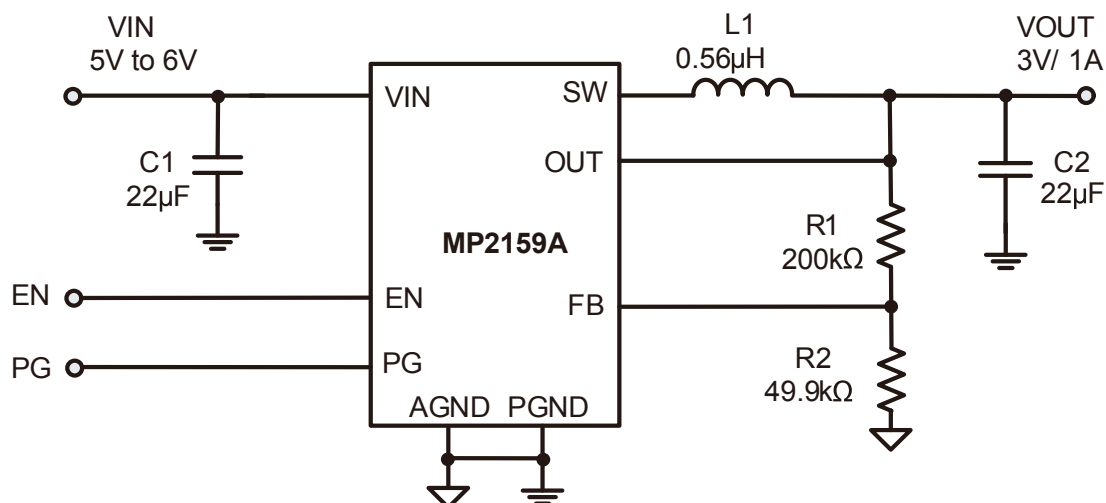 VIN
5V to 6V
L1
0.56µH
VOUT
3V/ 1A
VIN
SW
C1
22µF
OUT
C2
22µF
MP2159A
R1
200kΩ
EN
EN
FB
PG
PG
R2
49.9kΩ
AGND PGND